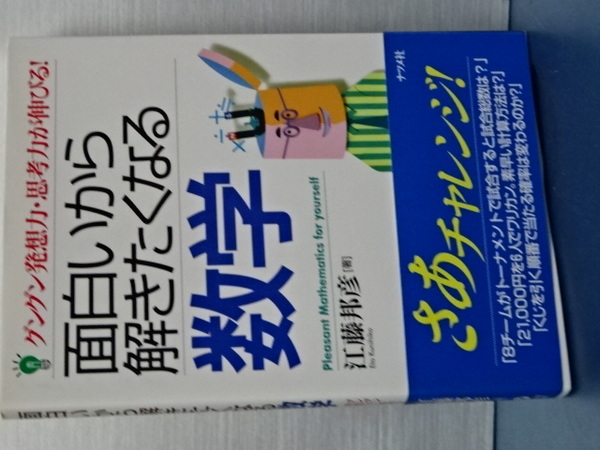 グングン発想力・思考力が伸びる!
面白いから
解きたくなる
数学
Pleasant Mathematics for yourself
江藤邦彦[著]
Eto Kunihiko
ナツメ社
さあチャレンジ!
「8チームがトーナメントで試合すると試合総数は?」
「21,000円を6人でワリカン。素早い計算方法は?」
「くじを引く順番で当たる確率は変わるのか?」